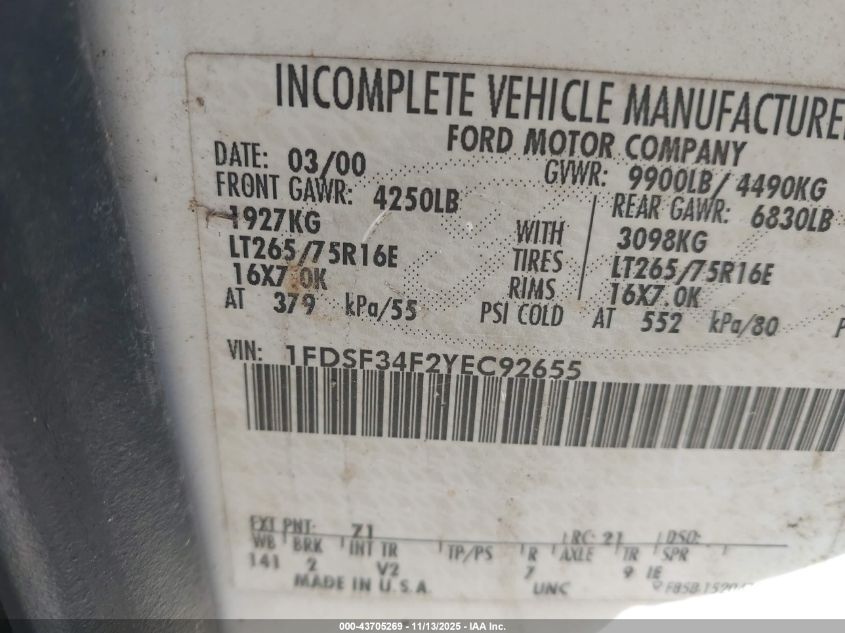 INCOMPLETE VEHICLE MANUFACTURE
FORD MOTOR COMPANY
DATE: 03/00 GVWR: 9900LB/ 4490KG
FRONT GAWR: 4250LB REAR GAWR: 6830LB
1927KG WITH 3098KG
LT265/75R16E TIRES LT265/75R16E
16X7.0K RIMS 16X7.0K
AT 379 kPa/55 PSI COLD AT 552 kPa/80 P
VIN: 1FDSF34F2YEC92655
EXT PNT: Z1 RC: 21 DSO:
WB BRK INT TR TP/PS R AXLE TR SPR
141 2 V2 7 9 IE
MADE IN U.S.A. UNC
000-43705269 - 11/13/2025 - IAA Inc.